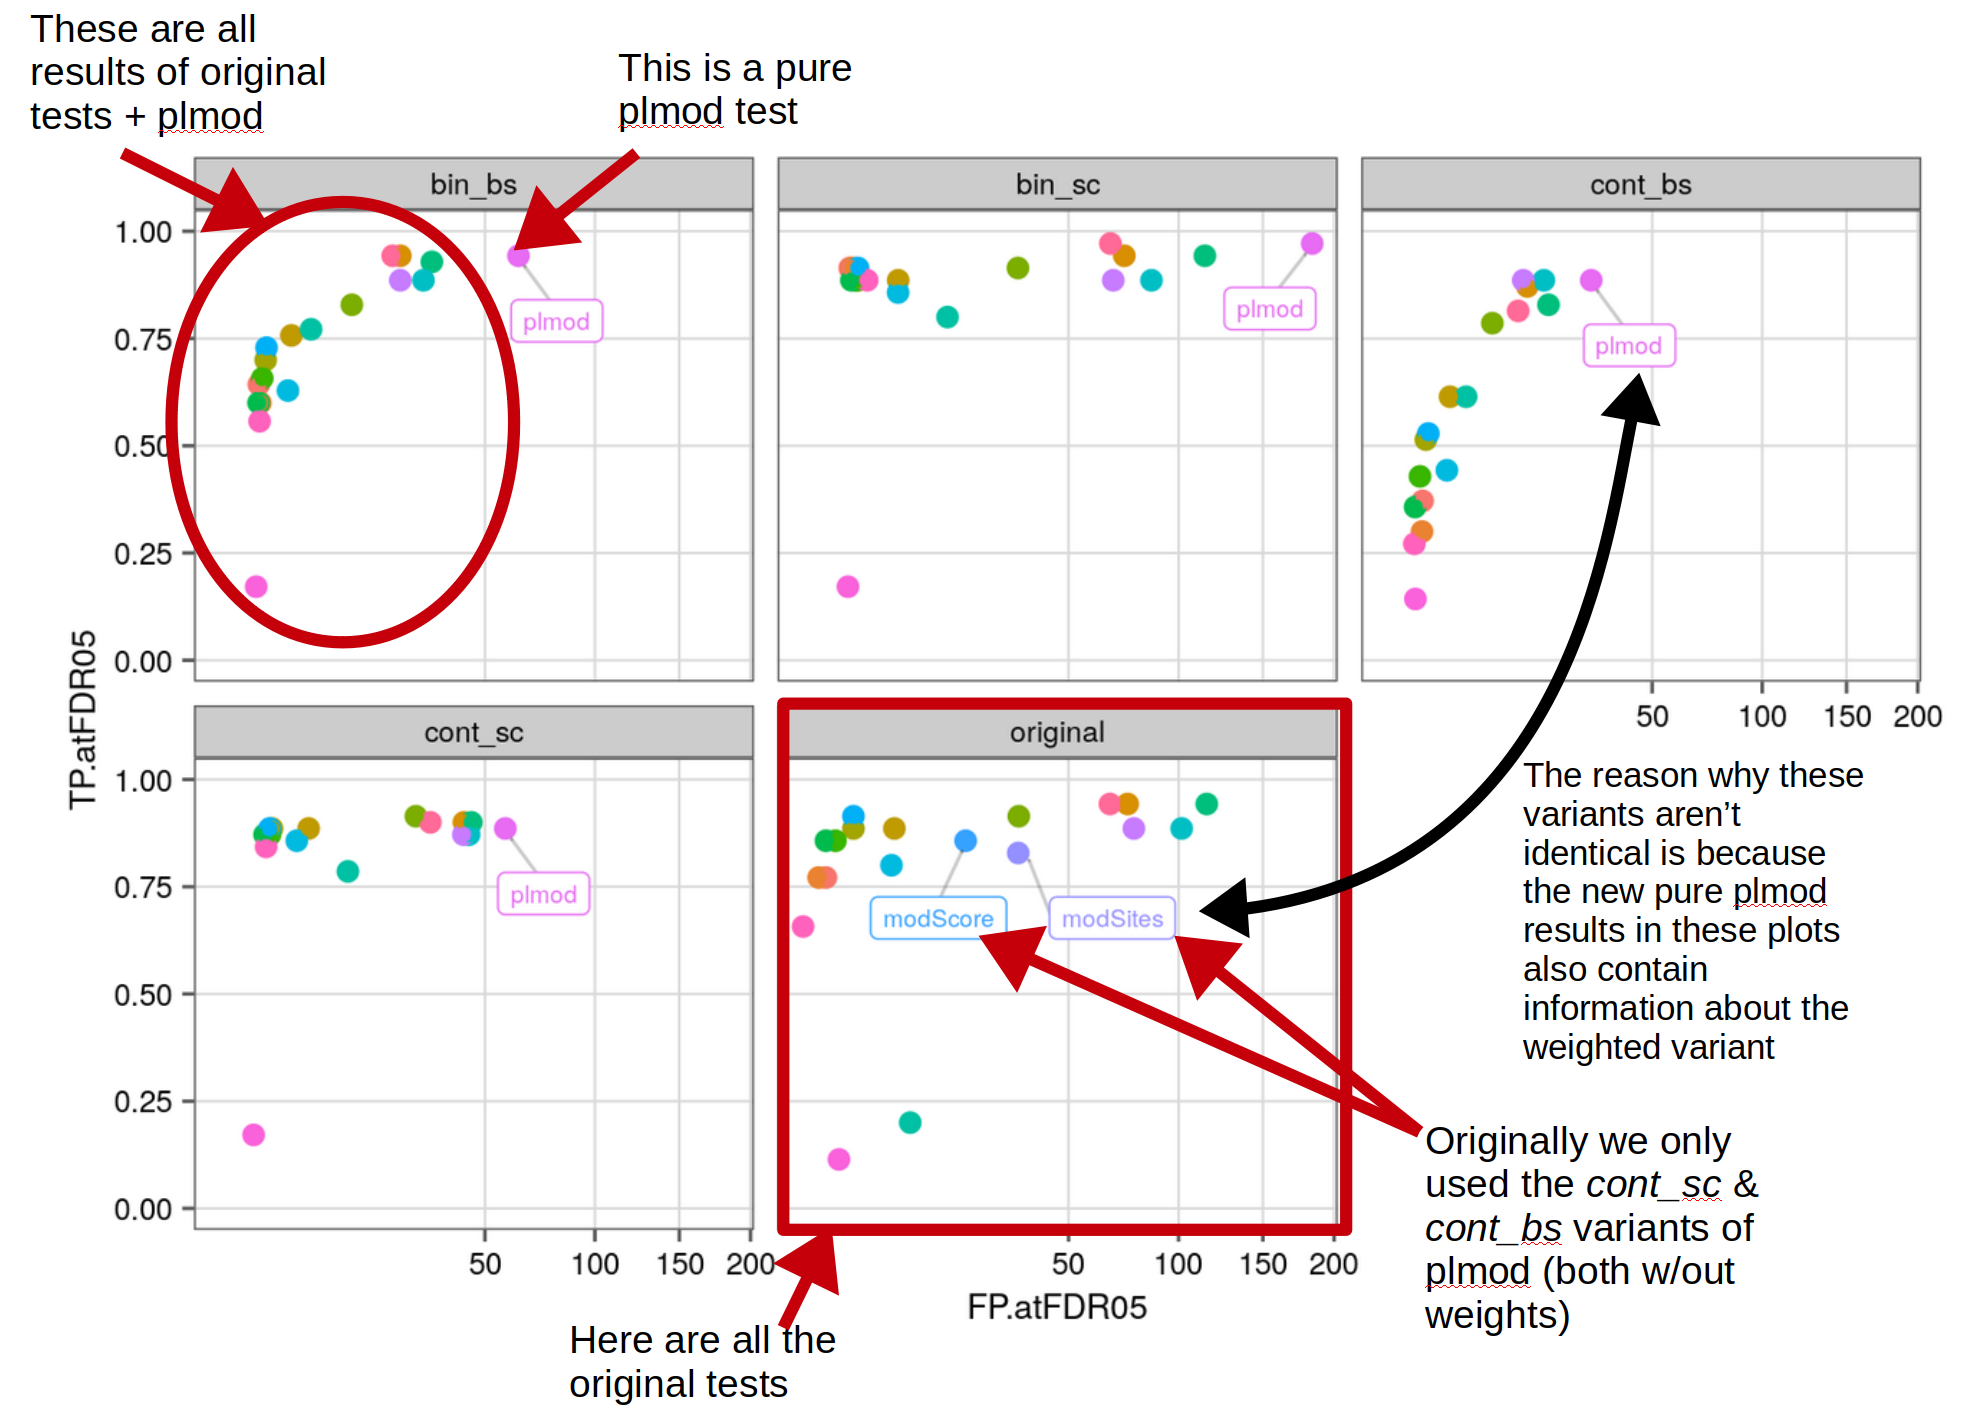 These are all
results of original
tests + plmod
This is a pure
plmod test
bin_bs
bin_sc
cont_bs
1.00
0.75
0.50
0.25
0.00
plmod
plmod
plmod
50
100
150
200
TP.atFDR05
cont_sc
original
1.00
0.75
0.50
0.25
0.00
plmod
modScore
modSites
The reason why these
variants aren’t
identical is because
the new pure plmod
results in these plots
also contain
information about the
weighted variant
Originally we only
used the cont_sc &
cont_bs variants of
plmod (both w/out
weights)
50
100
150
200
50
100
150
200
FP.atFDR05
Here are all the
original tests